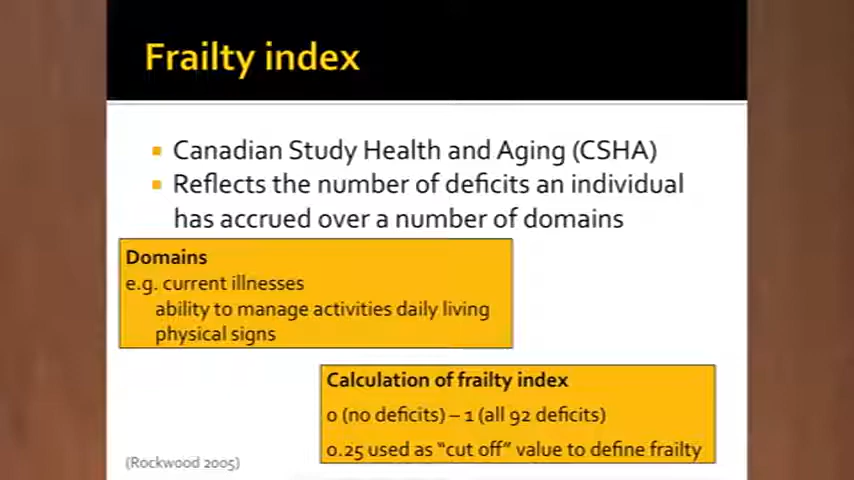 Frailty index
Canadian Study Health and Aging (CSHA)
Reflects the number of deficits an individual
has accrued over a number of domains
Domains
e.g. current illnesses
ability to manage activities daily living
physical signs
Calculation of frailty index
0 (no deficits) – 1 (all 92 deficits)
0.25 used as "cut off" value to define frailty
(Rockwood 2005)